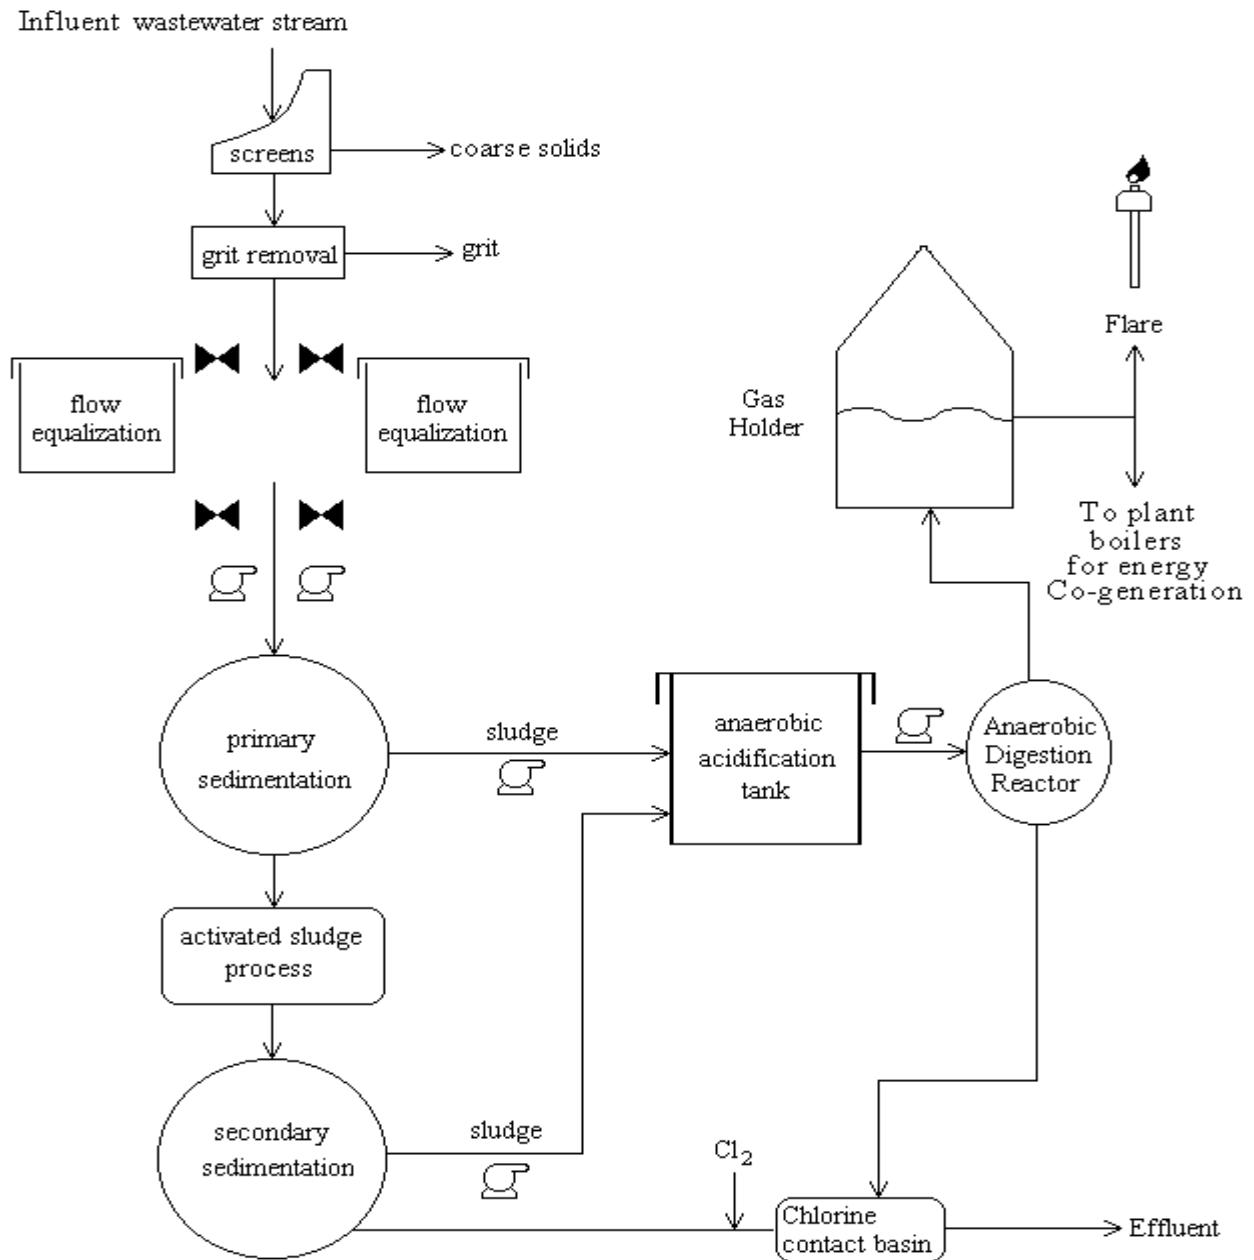 Influent wastewater stream
screens
coarse solids
grit removal
grit
flow
equalization
flow
equalization
Gas
Holder
Flare
To plant
boilers
for energy
Co-generation
primary
sedimentation
sludge
anaerobic
acidification
tank
Anaerobic
Digestion
Reactor
activated sludge
process
secondary
sedimentation
sludge
Cl₂
Chlorine
contact basin
Effluent